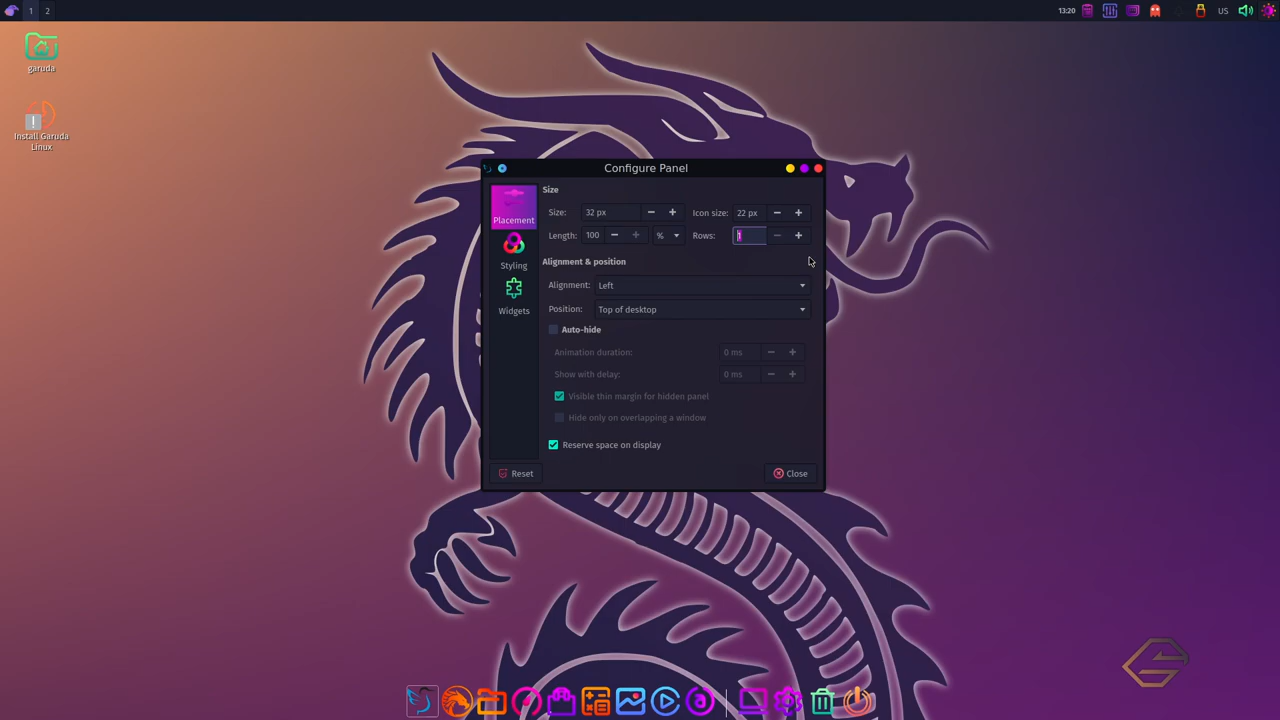 1 2 13:20 US
garuda
Install Garuda
Linux
Configure Panel
Placement
Styling
Widgets
Size
Size: 32 px Icon size: 22 px
Length: 100 % Rows: 1
Alignment & position
Alignment: Left
Position: Top of desktop
Auto-hide
Animation duration: 0 ms
Show with delay: 0 ms
Visible thin margin for hidden panel
Hide only on overlapping a window
Reserve space on display
Reset Close